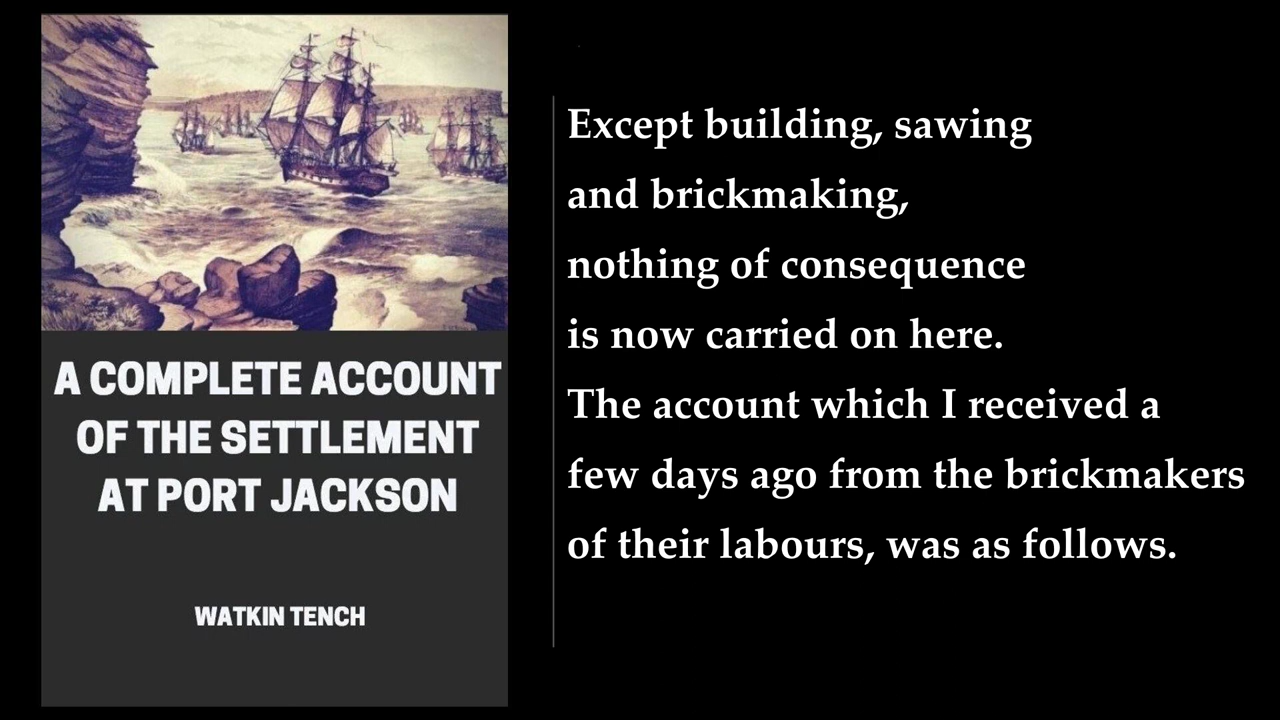 A COMPLETE ACCOUNT
OF THE SETTLEMENT
AT PORT JACKSON
WATKIN TENCH
Except building, sawing
and brickmaking,
nothing of consequence
is now carried on here.
The account which I received a
few days ago from the brickmakers
of their labours, was as follows.